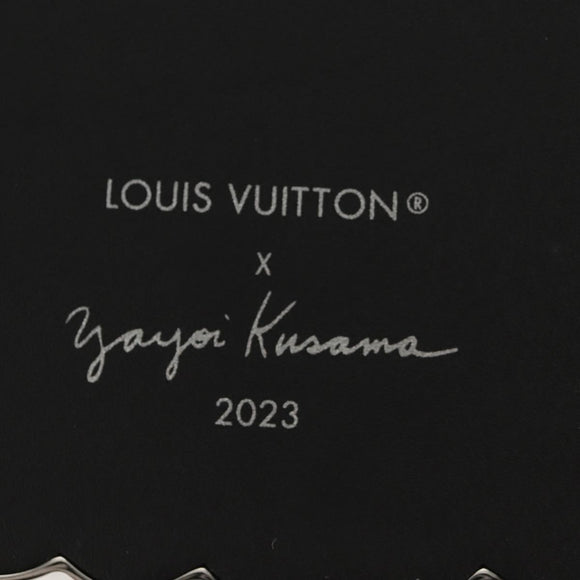 LOUIS VUITTON®
x
Yayoi Kusama
2023